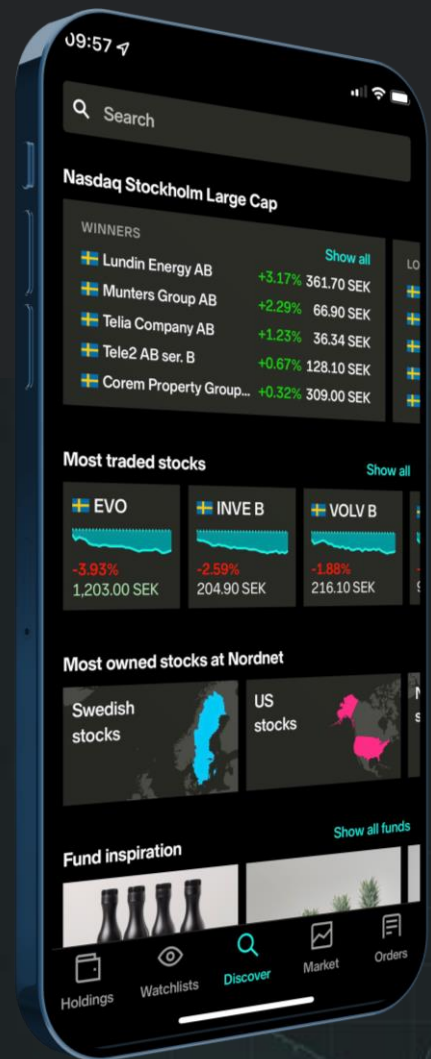 09:57
Search
Nasdaq Stockholm Large Cap
WINNERS
Show all
LO
Lundin Energy AB +3.17% 361.70 SEK
Munters Group AB +2.29% 66.90 SEK
Telia Company AB +1.23% 36.34 SEK
Tele2 AB ser. B +0.67% 128.10 SEK
Corem Property Group... +0.32% 309.00 SEK
Most traded stocks
Show all
EVO
-3.93%
1,203.00 SEK
INVE B
-2.59%
204.90 SEK
VOLV B
-1.88%
216.10 SEK
Most owned stocks at Nordnet
Swedish
stocks
US
stocks
Fund inspiration
Show all funds
Holdings
Watchlists
Discover
Market
Orders